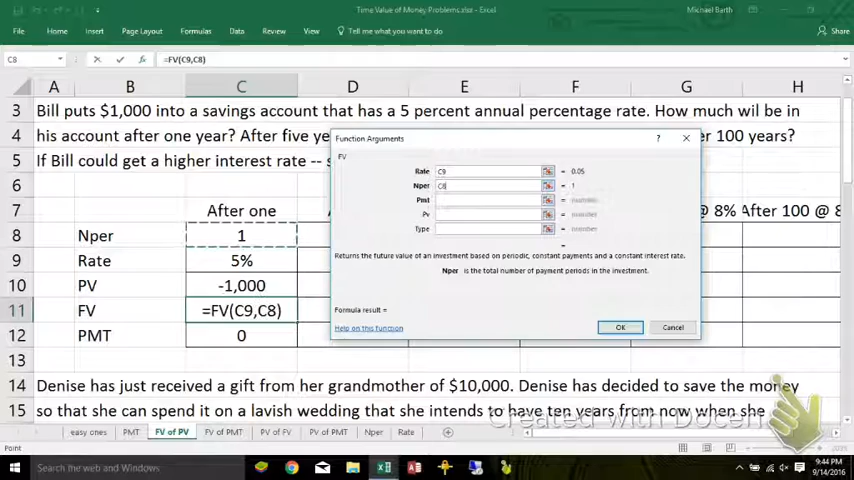 Time Value of Money Problems.xlsx - Excel
Michael Barth
File Home Insert Page Layout Formulas Data Review View Tell me what you want to do Share
C8 =FV(C9,C8)
A B C D E F G H
3 Bill puts $1,000 into a savings account that has a 5 percent annual percentage rate. How much wil be in
4 his account after one year? After five ye er 100 years?
5 If Bill could get a higher interest rate -- s
6
7 After one @ 8% After 100 @ 8
8 Nper 1
9 Rate 5%
10 PV -1,000
11 FV =FV(C9,C8)
12 PMT 0
13
14 Denise has just received a gift from her grandmother of $10,000. Denise has decided to save the money
15 so that she can spend it on a lavish wedding that she intends to have ten years from now when she
Function Arguments ?
FV
Rate C9 = 0.05
Nper C8 = 1
Pmt = number
Pv = number
Type = number
=
Returns the future value of an investment based on periodic, constant payments and a constant interest rate.
Nper is the total number of payment periods in the investment.
Formula result =
Help on this function
OK Cancel
Created with Docer
easy ones PMT FV of PV FV of PMT PV of FV PV of PMT Nper Rate
Point
Search the web and Windows
9:44 PM
9/14/2016